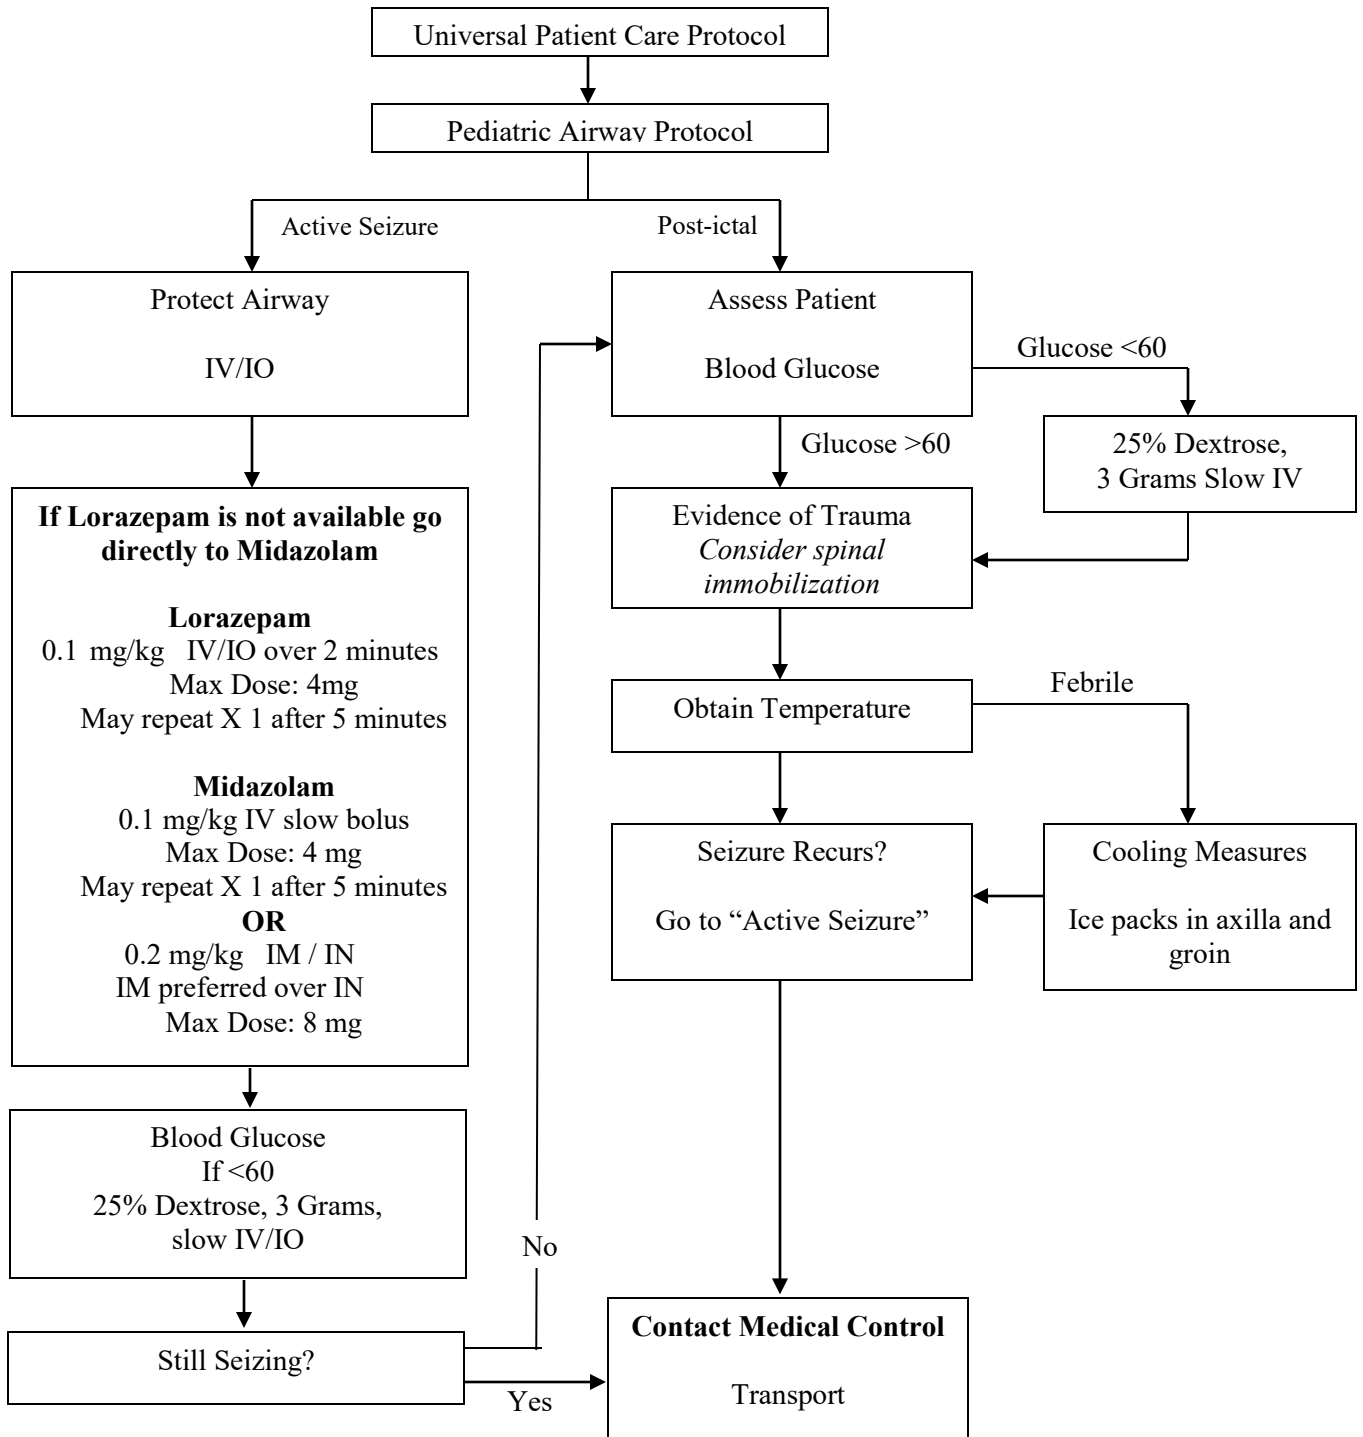 Universal Patient Care Protocol
Pediatric Airway Protocol
Active Seizure
Post-ictal
Protect Airway
IV/IO
If Lorazepam is not available go
directly to Midazolam
Lorazepam
0.1 mg/kg IV/IO over 2 minutes
Max Dose: 4mg
May repeat X 1 after 5 minutes
Midazolam
0.1 mg/kg IV slow bolus
Max Dose: 4 mg
May repeat X 1 after 5 minutes
OR
0.2 mg/kg IM / IN
IM preferred over IN
Max Dose: 8 mg
Blood Glucose
If <60
25% Dextrose, 3 Grams,
slow IV/IO
Still Seizing?
No
Yes
Assess Patient
Blood Glucose
Glucose <60
Glucose >60
25% Dextrose,
3 Grams Slow IV
Evidence of Trauma
Consider spinal
immobilization
Obtain Temperature
Febrile
Seizure Recurs?
Go to “Active Seizure”
Cooling Measures
Ice packs in axilla and
groin
Contact Medical Control
Transport